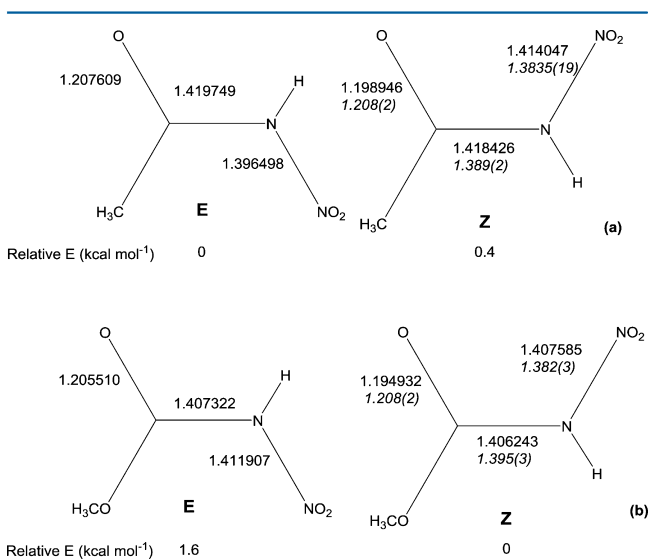 O
O
NO2
1.414047
1.3835(19)
1.207609
1.419749
H
1.198946
1.208(2)
N
N
1.418426
1.389(2)
1.396498
H
H3C
E
NO2
H3C
Z
(a)
Relative E (kcal mol-1) 0 0.4
O
O
NO2
1.407585
1.382(3)
1.205510
H
1.194932
1.208(2)
1.407322
N
N
1.406243
1.395(3)
1.411907
H
H3CO
E
NO2
H3CO
Z
(b)
Relative E (kcal mol-1) 1.6 0